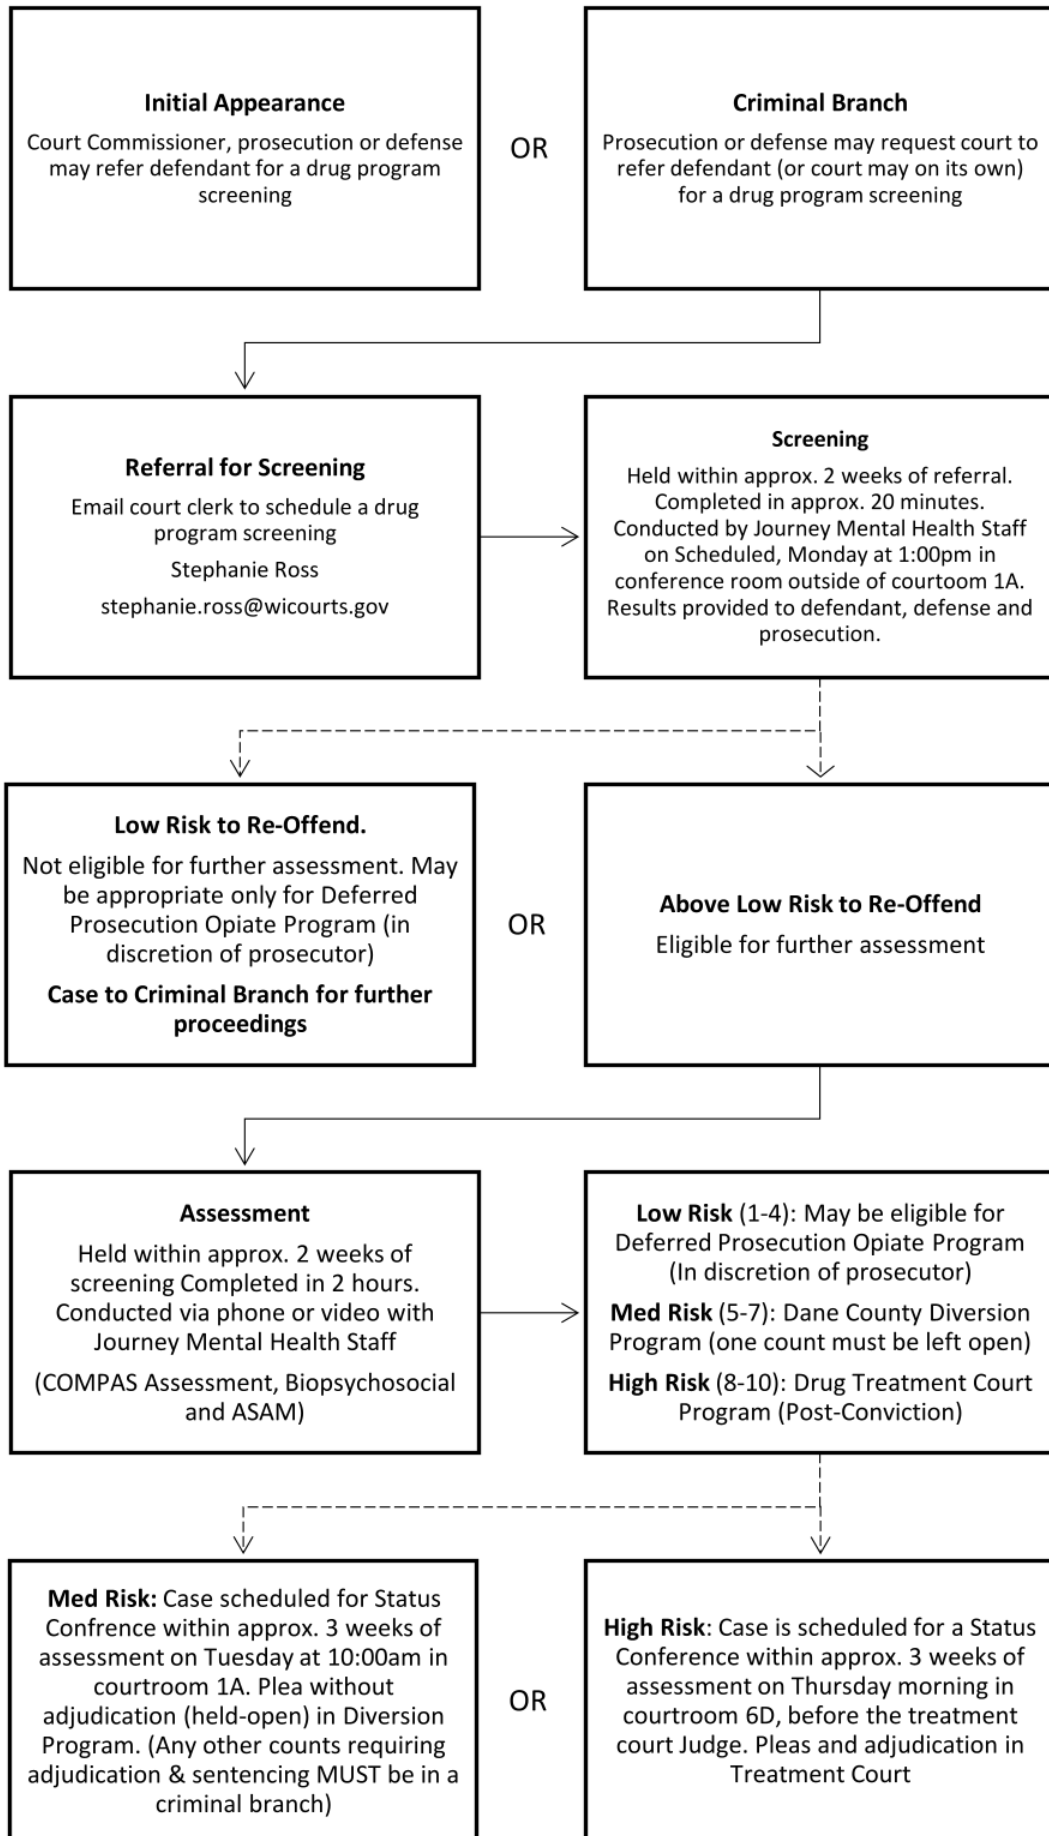 Initial Appearance
Court Commissioner, prosecution or defense
may refer defendant for a drug program
screening
OR
Criminal Branch
Prosecution or defense may request court to
refer defendant (or court may on its own)
for a drug program screening
Referral for Screening
Email court clerk to schedule a drug
program screening
Stephanie Ross
stephanie.ross@wicourts.gov
Screening
Held within approx. 2 weeks of referral.
Completed in approx. 20 minutes.
Conducted by Journey Mental Health Staff
on Scheduled, Monday at 1:00pm in
conference room outside of courtoom 1A.
Results provided to defendant, defense and
prosecution.
Low Risk to Re-Offend.
Not eligible for further assessment. May
be appropriate only for Deferred
Prosecution Opiate Program (in
discretion of prosecutor)
Case to Criminal Branch for further
proceedings
OR
Above Low Risk to Re-Offend
Eligible for further assessment
Assessment
Held within approx. 2 weeks of
screening Completed in 2 hours.
Conducted via phone or video with
Journey Mental Health Staff
(COMPAS Assessment, Biopsychosocial
and ASAM)
Low Risk (1-4): May be eligible for
Deferred Prosecution Opiate Program
(In discretion of prosecutor)
Med Risk (5-7): Dane County Diversion
Program (one count must be left open)
High Risk (8-10): Drug Treatment Court
Program (Post-Conviction)
Med Risk: Case scheduled for Status
Confrence within approx. 3 weeks of
assessment on Tuesday at 10:00am in
courtroom 1A. Plea without
adjudication (held-open) in Diversion
Program. (Any other counts requiring
adjudication & sentencing MUST be in a
criminal branch)
OR
High Risk: Case is scheduled for a Status
Conference within approx. 3 weeks of
assessment on Thursday morning in
courtroom 6D, before the treatment
court Judge. Pleas and adjudication in
Treatment Court